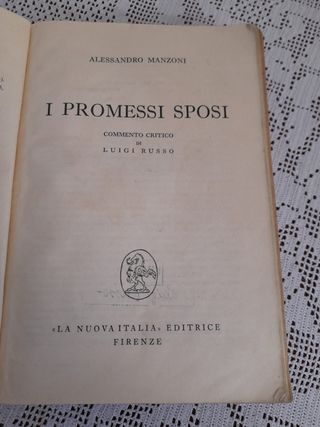 ALESSANDRO MANZONI
I PROMESSI SPOSI
COMMENTO CRITICO
DI
LUIGI RUSSO
«LA NUOVA ITALIA» EDITRICE
FIRENZE